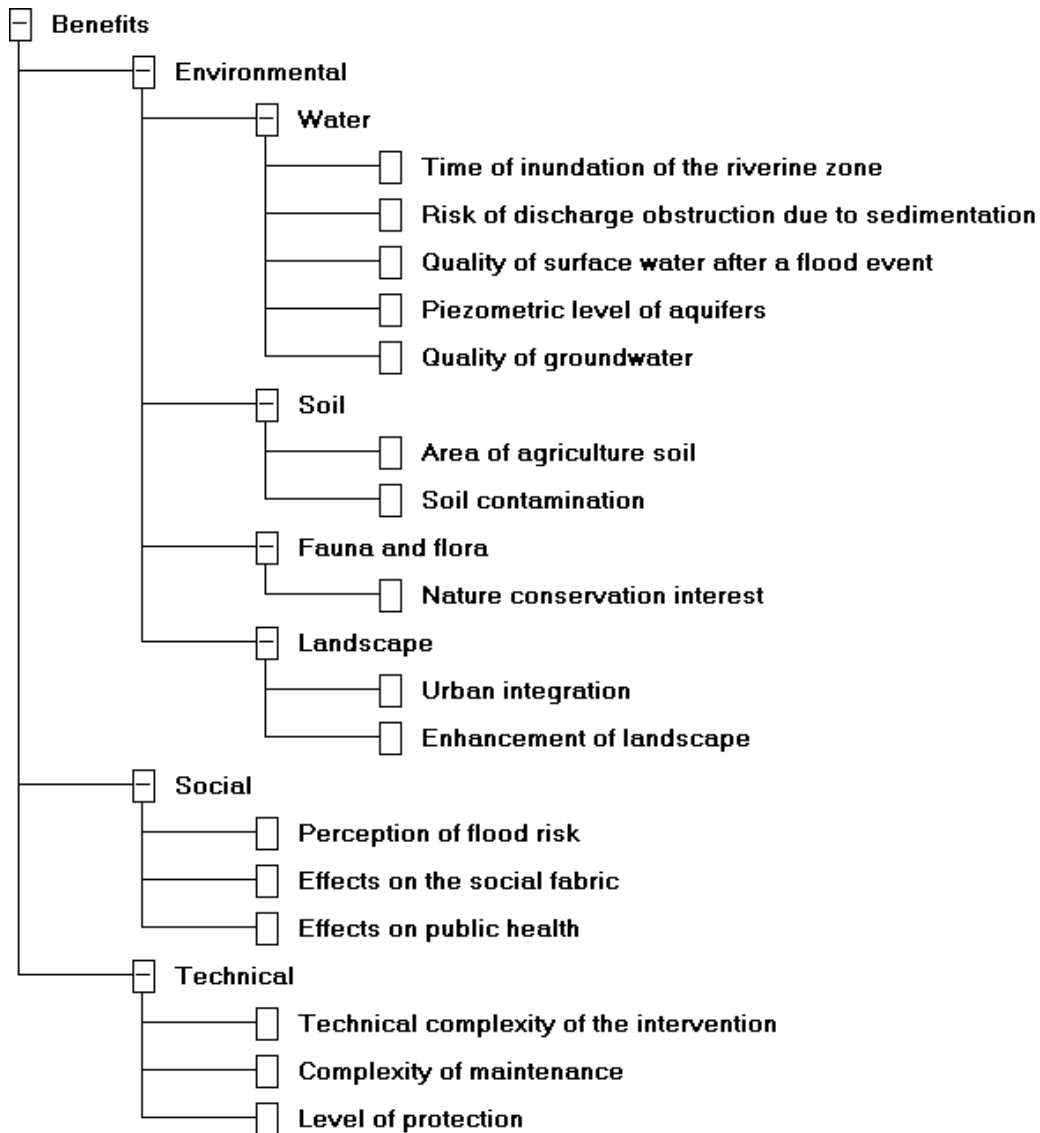 Benefits
Environmental
Water
Time of inundation of the riverine zone
Risk of discharge obstruction due to sedimentation
Quality of surface water after a flood event
Piezometric level of aquifers
Quality of groundwater
Soil
Area of agriculture soil
Soil contamination
Fauna and flora
Nature conservation interest
Landscape
Urban integration
Enhancement of landscape
Social
Perception of flood risk
Effects on the social fabric
Effects on public health
Technical
Technical complexity of the intervention
Complexity of maintenance
Level of protection